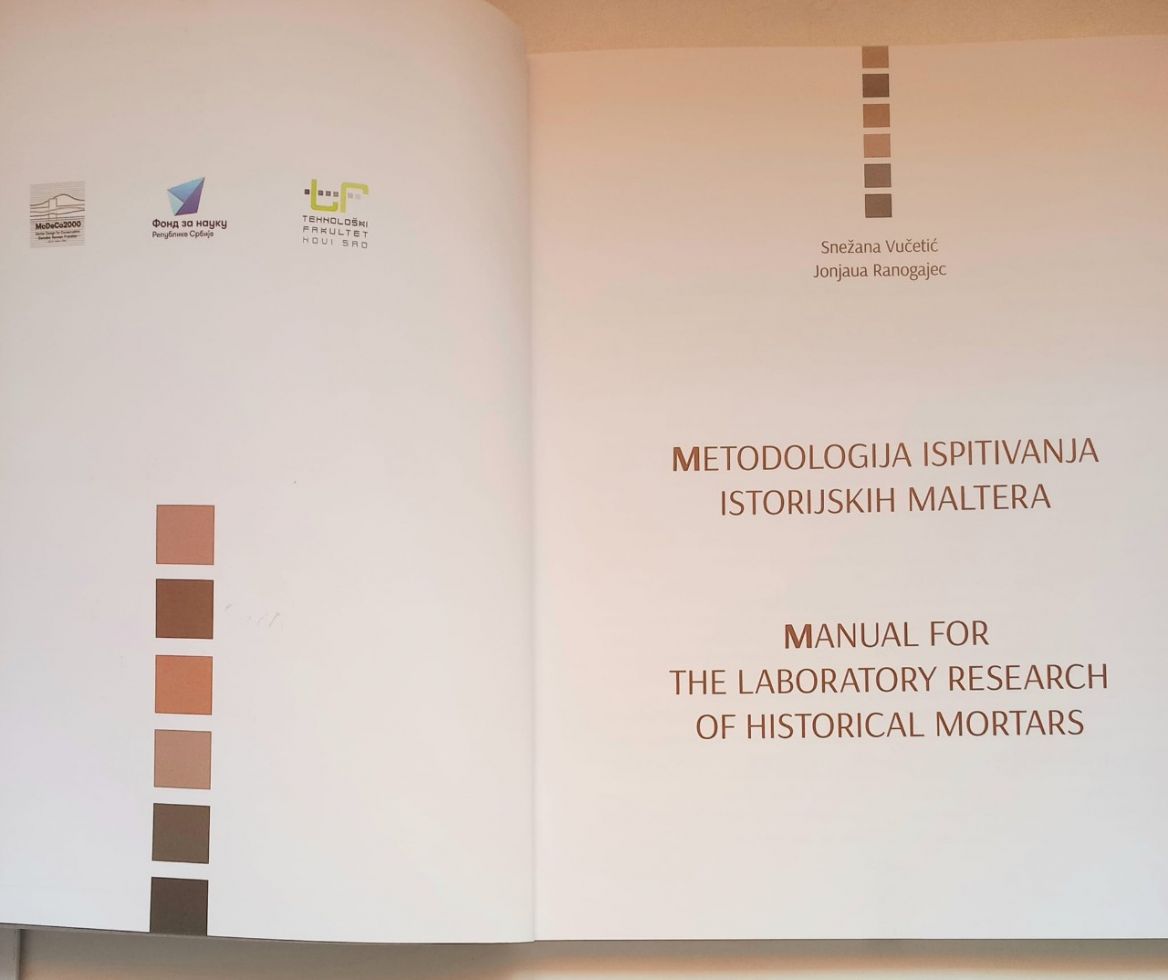 MoDeCo2000
Фонд за науку
Републике Србије
TEHNOLOŠKI
FAKULTET
NOVI SAD
Snežana Vučetić
Jonjaua Ranogajec
METODOLOGIJA ISPITIVANJA
ISTORIJSKIH MALTERA
MANUAL FOR
THE LABORATORY RESEARCH
OF HISTORICAL MORTARS